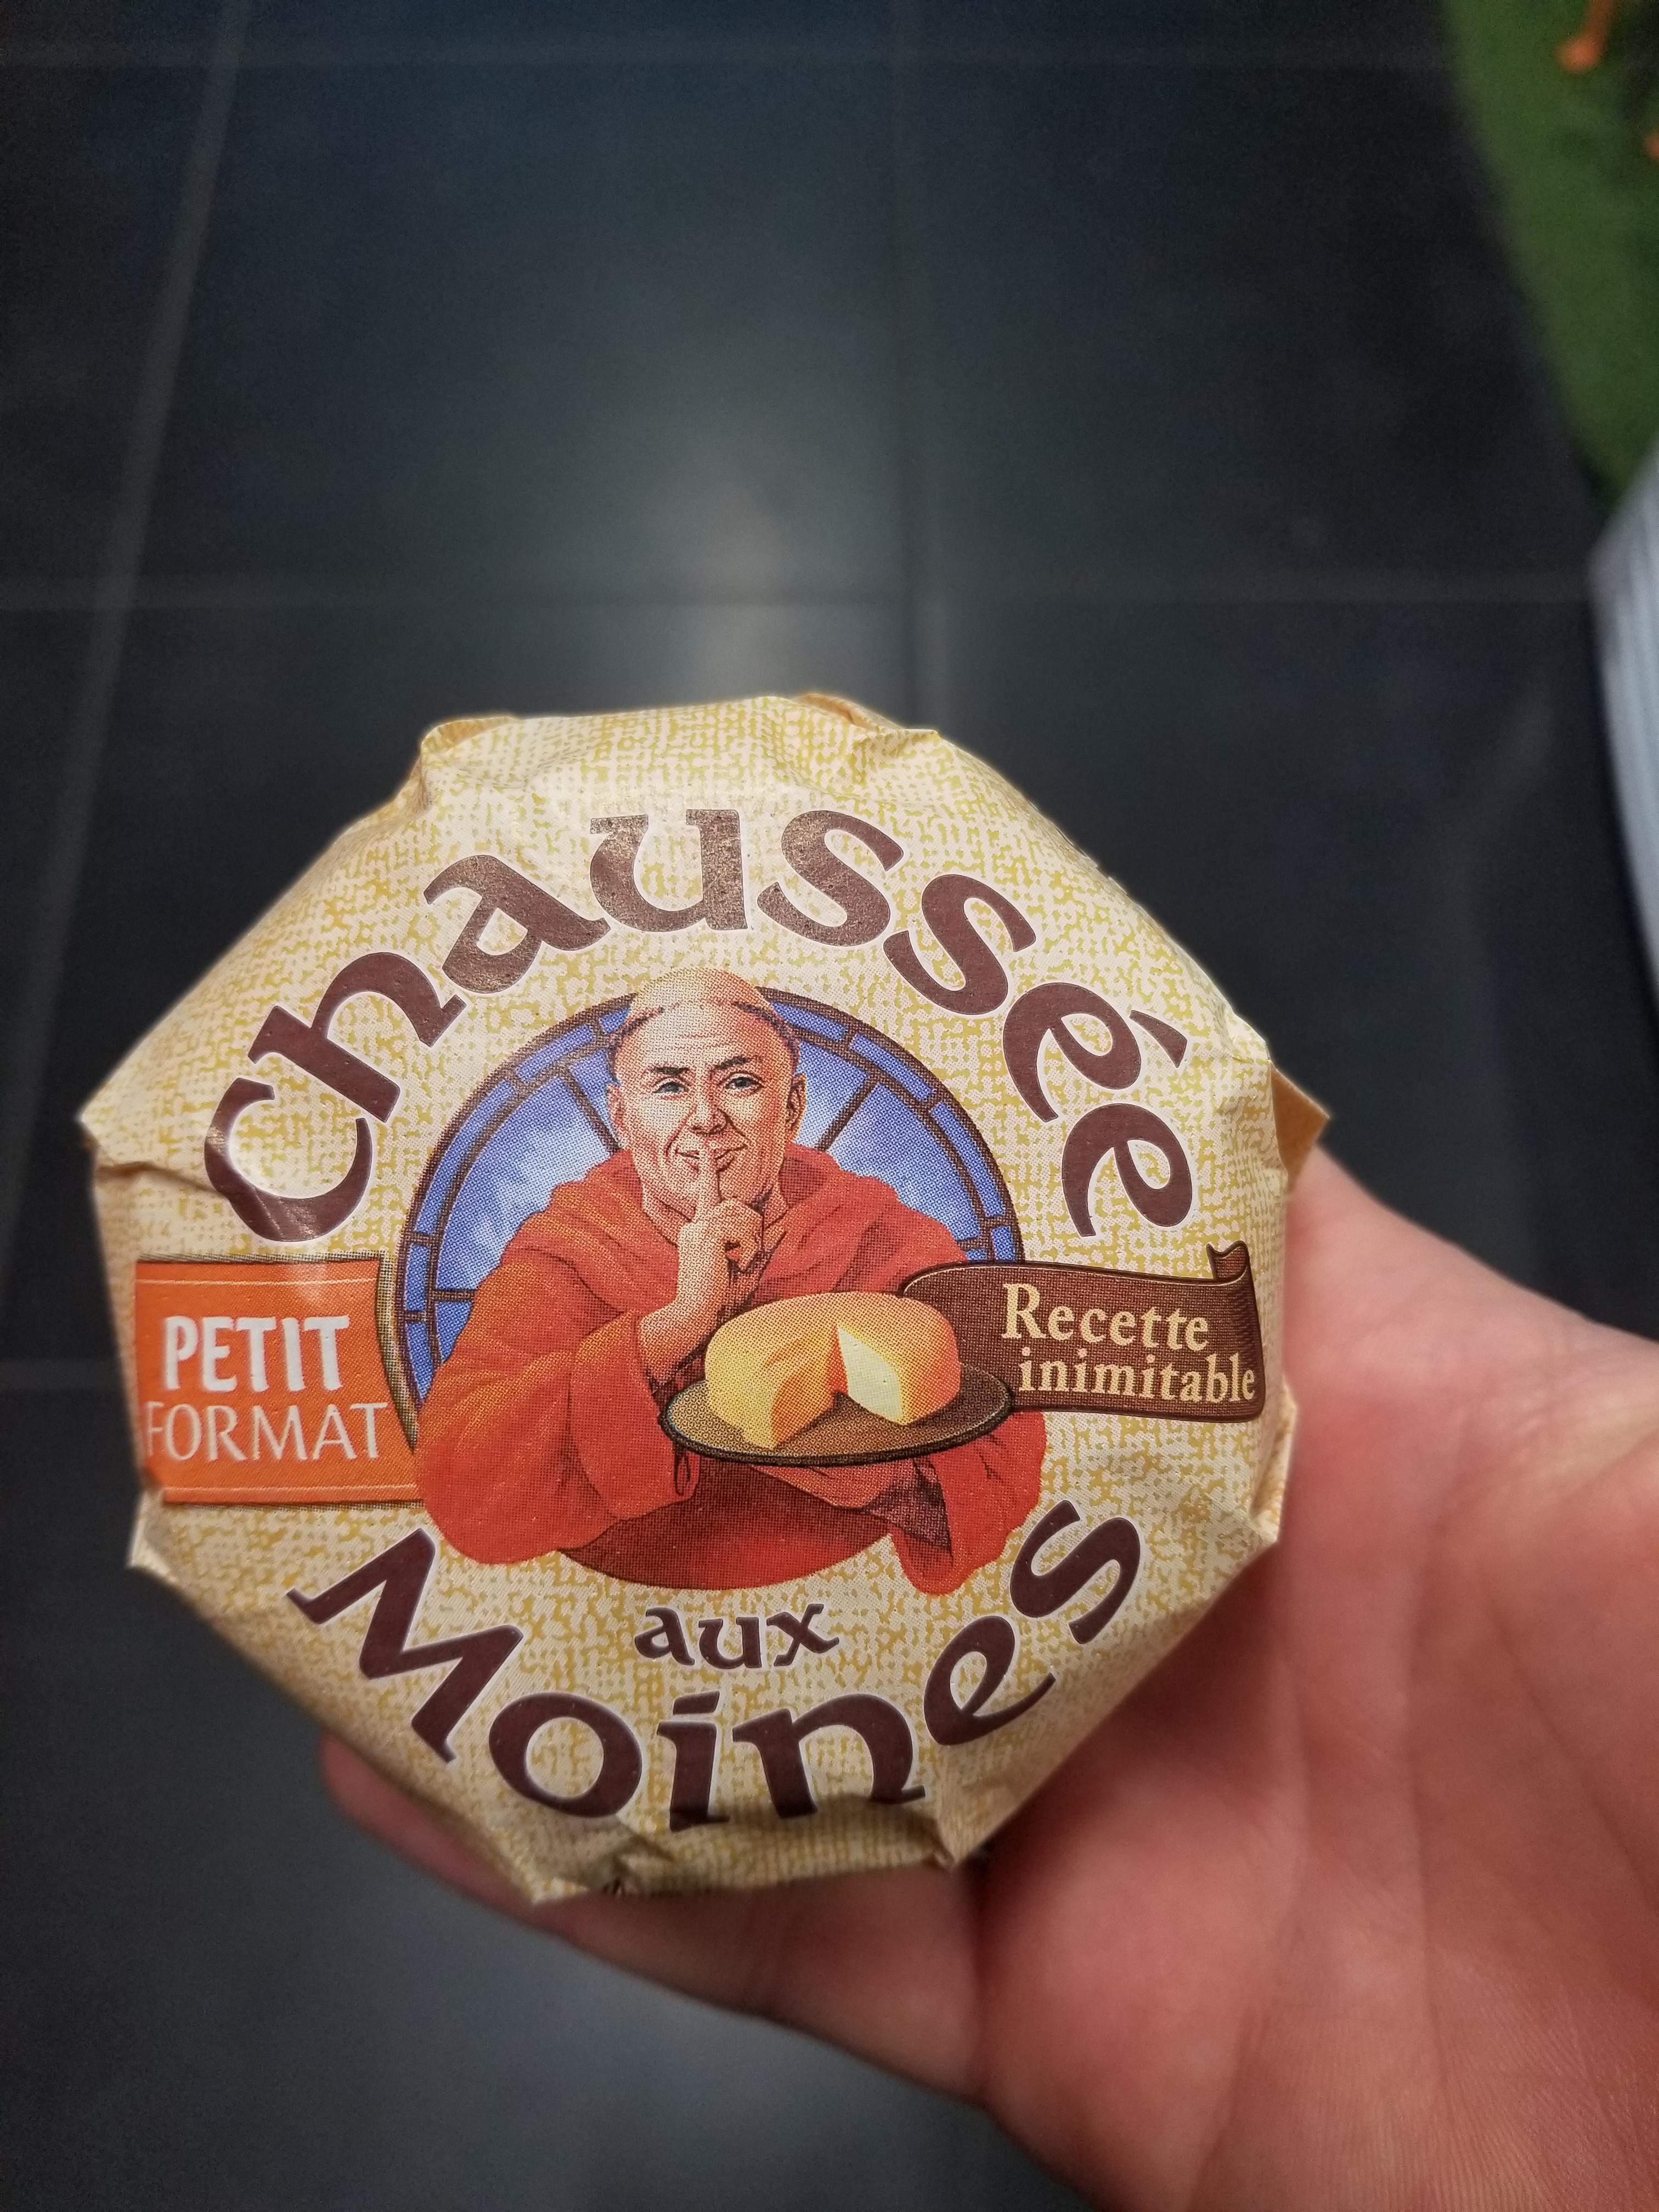 Chaussée
aux
Moines
PETIT
FORMAT
Recette
inimitable